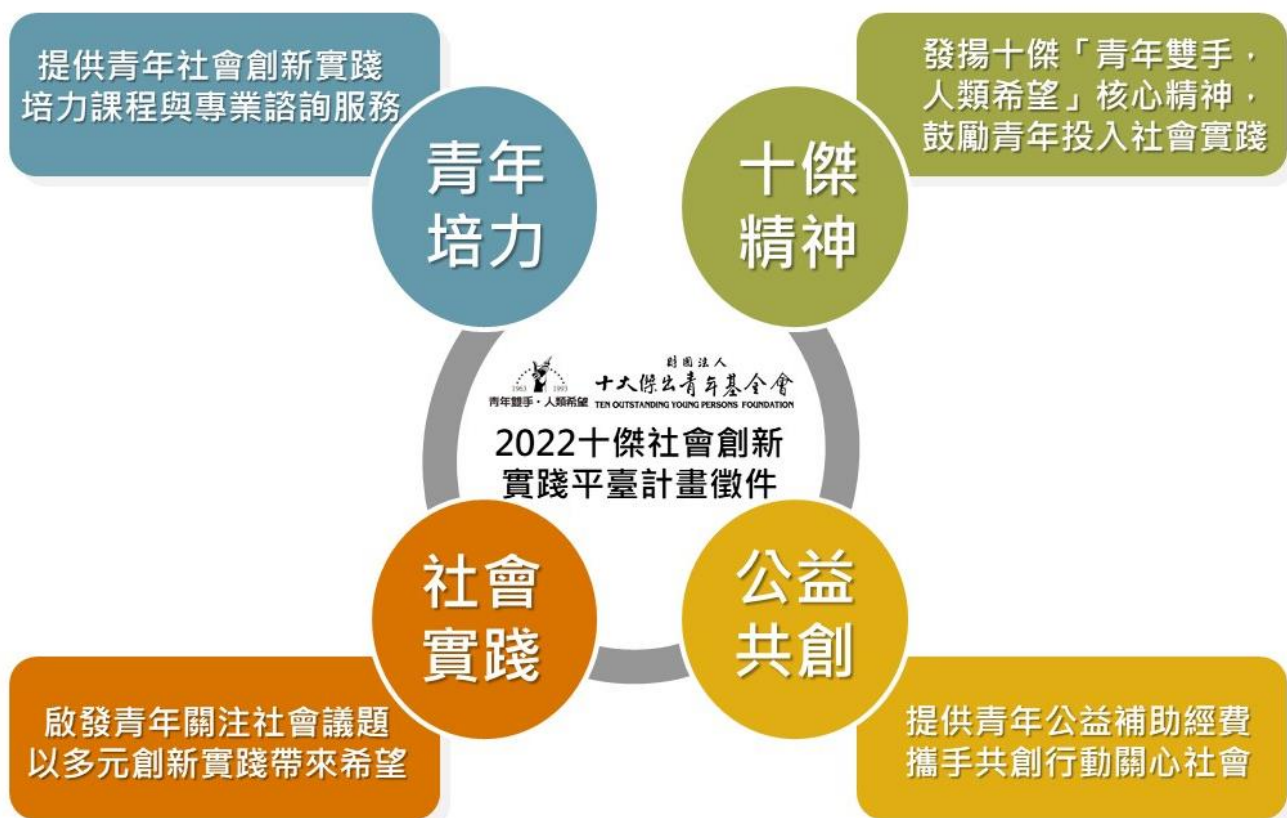 提供青年社會創新實踐
培力課程與專業諮詢服務
青年
培力
發揚十傑「青年雙手，
人類希望」核心精神，
鼓勵青年投入社會實踐
十傑
精神
1963 1993
青年雙手・人類希望
財團法人
十大傑出青年基金會
TEN OUTSTANDING YOUNG PERSONS FOUNDATION
2022十傑社會創新
實踐平臺計畫徵件
社會
實踐
啟發青年關注社會議題
以多元創新實踐帶來希望
公益
共創
提供青年公益補助經費
攜手共創行動關心社會